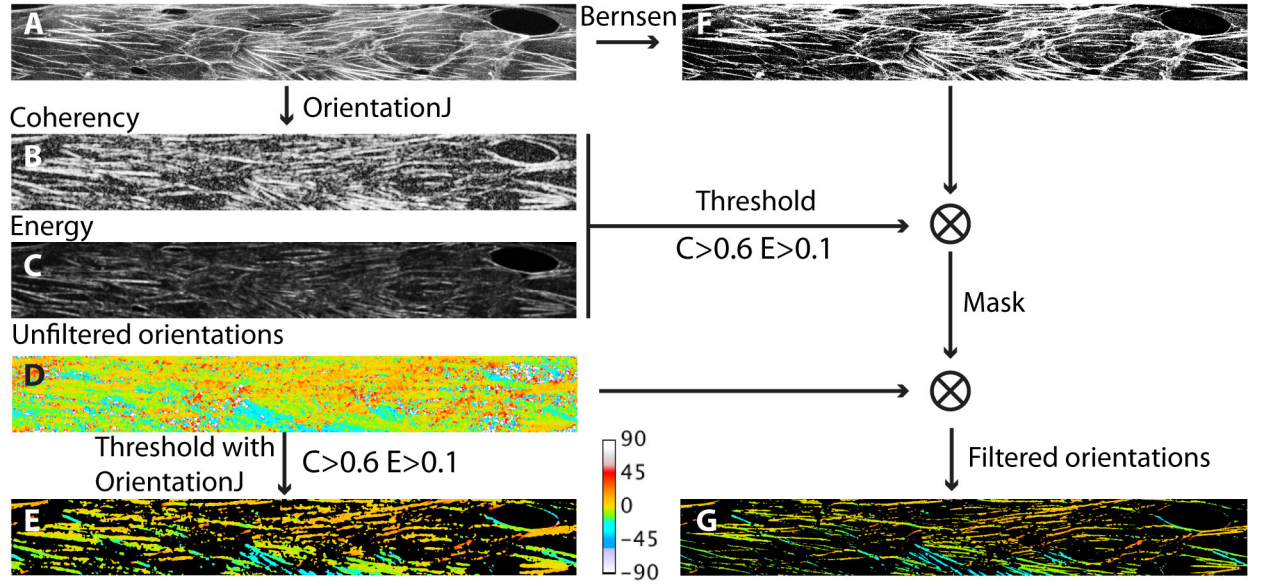 A
Bernsen
F
OrientationJ
Coherency
B
Threshold
Energy
C>0.6 E>0.1
C
Mask
Unfiltered orientations
D
Threshold with
OrientationJ
C>0.6 E>0.1
90
45
0
−45
−90
Filtered orientations
E
G